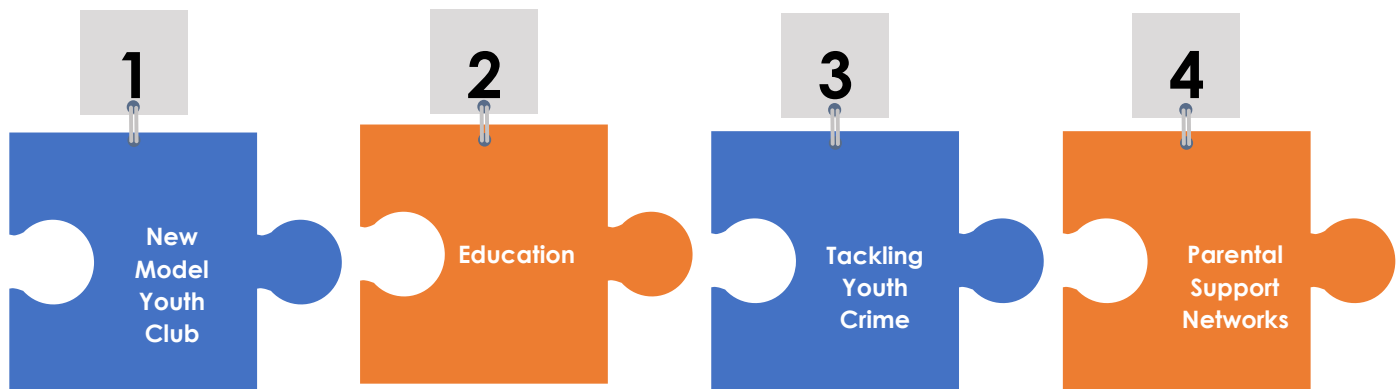 1
2
3
4
New
Model
Youth
Club
Education
Tackling
Youth
Crime
Parental
Support
Networks